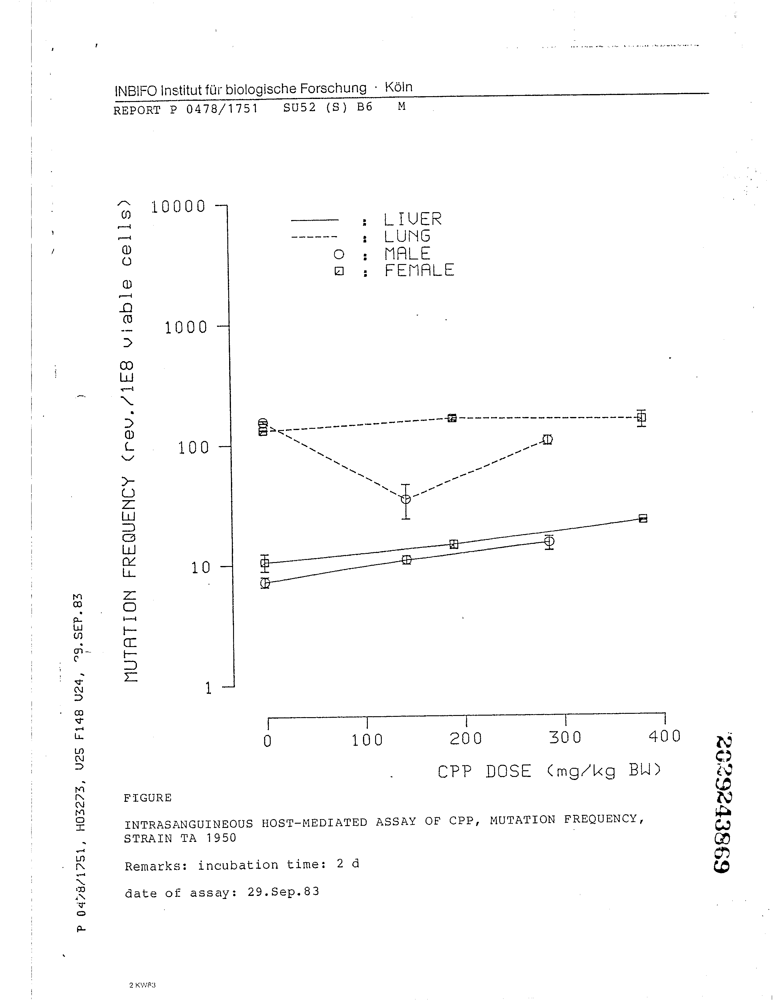 INBIFO Institut für biologische Forschung · Köln
REPORT P 0478/1751 SU52 (S) B6 M
MUTATION FREQUENCY (rev./1E8 viable cells)
10000
1000
100
10
1
: LIVER
: LUNG
: MALE
: FEMALE
0 100 200 300 400
CPP DOSE (mg/kg BW)
FIGURE
INTRASANGUINEOUS HOST-MEDIATED ASSAY OF CPP, MUTATION FREQUENCY,
STRAIN TA 1950
Remarks: incubation time: 2 d
date of assay: 29.Sep.83
P 0478/1751, H03273, V25 F148 V24, 29.SEP.83
2029243869
2 KW83